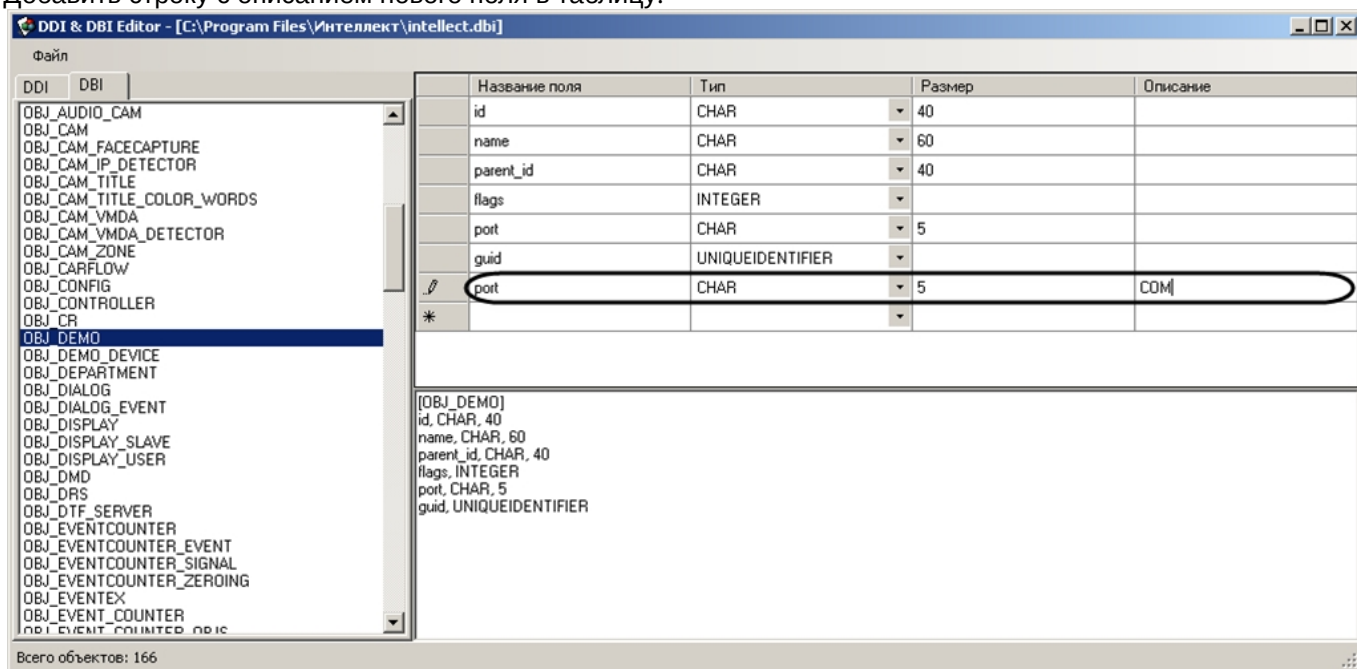 Добавить строку с описанием нового поля в таблицу.
DDI & DBI Editor - [C:\Program Files\Интеллект\intellect.dbi]
Файл
DDI DBI
OBJ_AUDIO_CAM
OBJ_CAM
OBJ_CAM_FACECAPTURE
OBJ_CAM_IP_DETECTOR
OBJ_CAM_TITLE
OBJ_CAM_TITLE_COLOR_WORDS
OBJ_CAM_VMDA
OBJ_CAM_VMDA_DETECTOR
OBJ_CAM_ZONE
OBJ_CARFLOW
OBJ_CONFIG
OBJ_CONTROLLER
OBJ_CR
OBJ_DEMO
OBJ_DEMO_DEVICE
OBJ_DEPARTMENT
OBJ_DIALOG
OBJ_DIALOG_EVENT
OBJ_DISPLAY
OBJ_DISPLAY_SLAVE
OBJ_DISPLAY_USER
OBJ_DMD
OBJ_DRS
OBJ_DTF_SERVER
OBJ_EVENTCOUNTER
OBJ_EVENTCOUNTER_EVENT
OBJ_EVENTCOUNTER_SIGNAL
OBJ_EVENTCOUNTER_ZEROING
OBJ_EVENTEX
OBJ_EVENT_COUNTER
OBJ_EVENT_COUNTER_OBJS
Название поля Тип Размер Описание
id CHAR 40
name CHAR 60
parent_id CHAR 40
flags INTEGER
port CHAR 5
guid UNIQUEIDENTIFIER
port CHAR 5 COM
[OBJ_DEMO]
id, CHAR, 40
name, CHAR, 60
parent_id, CHAR, 40
flags, INTEGER
port, CHAR, 5
guid, UNIQUEIDENTIFIER
Всего объектов: 166